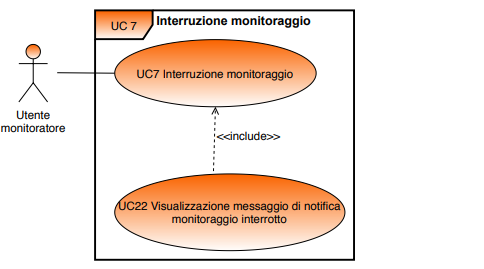 UC 7
Interruzione monitoraggio
UC7 Interruzione monitoraggio
Utente
monitoratore
<<include>>
UC22 Visualizzazione messaggio di notifica
monitoraggio interrotto